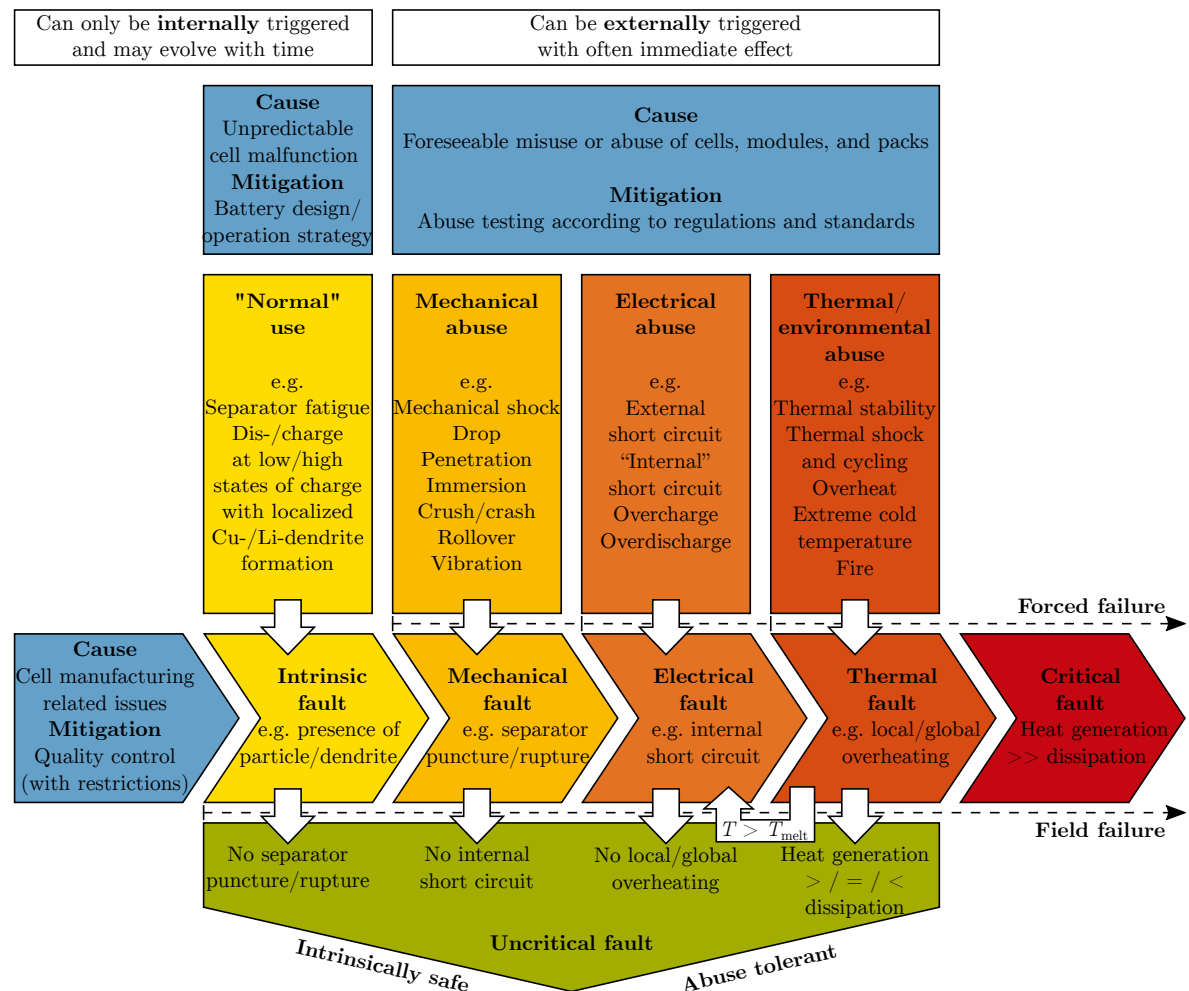 Can only be internally triggered
and may evolve with time
Can be externally triggered
with often immediate effect
Cause
Unpredictable
cell malfunction
Mitigation
Battery design/
operation strategy
Cause
Foreseeable misuse or abuse of cells, modules, and packs
Mitigation
Abuse testing according to regulations and standards
"Normal"
use
e.g.
Separator fatigue
Dis-/charge
at low/high
states of charge
with localized
Cu-/Li-dendrite
formation
Mechanical
abuse
e.g.
Mechanical shock
Drop
Penetration
Immersion
Crush/crash
Rollover
Vibration
Electrical
abuse
e.g.
External
short circuit
“Internal”
short circuit
Overcharge
Overdischarge
Thermal/
environmental
abuse
e.g.
Thermal stability
Thermal shock
and cycling
Overheat
Extreme cold
temperature
Fire
Forced failure
Cause
Cell manufacturing
related issues
Mitigation
Quality control
(with restrictions)
Intrinsic
fault
e.g. presence of
particle/dendrite
Mechanical
fault
e.g. separator
puncture/rupture
Electrical
fault
e.g. internal
short circuit
Thermal
fault
e.g. local/global
overheating
Critical
fault
Heat generation
>> dissipation
T > Tmelt
Field failure
No separator
puncture/rupture
No internal
short circuit
No local/global
overheating
Heat generation
> / = / <
dissipation
Uncritical fault
Intrinsically safe
Abuse tolerant